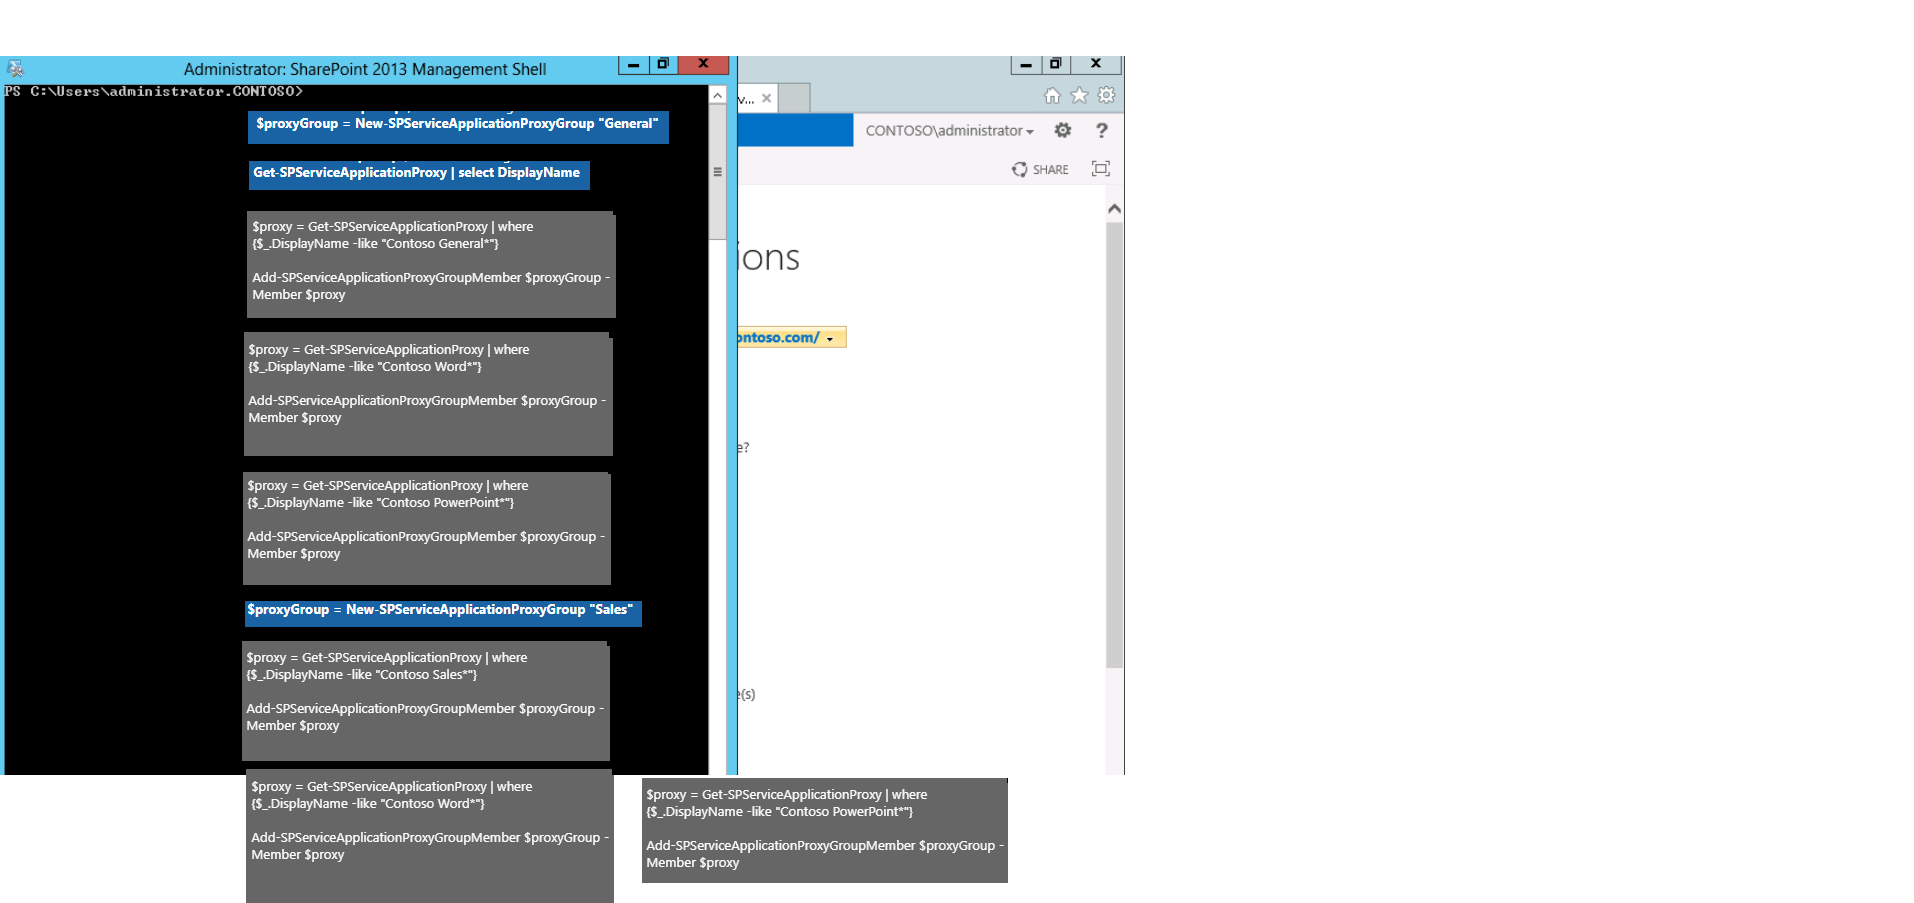 Administrator: SharePoint 2013 Management Shell
PS C:\Users\administrator.CONTOSO>
$proxyGroup = New-SPServiceApplicationProxyGroup "General"
Get-SPServiceApplicationProxy | select DisplayName
$proxy = Get-SPServiceApplicationProxy | where
{$_.DisplayName -like "Contoso General*"}
Add-SPServiceApplicationProxyGroupMember $proxyGroup -
Member $proxy
$proxy = Get-SPServiceApplicationProxy | where
{$_.DisplayName -like "Contoso Word*"}
Add-SPServiceApplicationProxyGroupMember $proxyGroup -
Member $proxy
$proxy = Get-SPServiceApplicationProxy | where
{$_.DisplayName -like "Contoso PowerPoint*"}
Add-SPServiceApplicationProxyGroupMember $proxyGroup -
Member $proxy
$proxyGroup = New-SPServiceApplicationProxyGroup "Sales"
$proxy = Get-SPServiceApplicationProxy | where
{$_.DisplayName -like "Contoso Sales*"}
Add-SPServiceApplicationProxyGroupMember $proxyGroup -
Member $proxy
$proxy = Get-SPServiceApplicationProxy | where
{$_.DisplayName -like "Contoso Word*"}
Add-SPServiceApplicationProxyGroupMember $proxyGroup -
Member $proxy
$proxy = Get-SPServiceApplicationProxy | where
{$_.DisplayName -like "Contoso PowerPoint*"}
Add-SPServiceApplicationProxyGroupMember $proxyGroup -
Member $proxy
v...
CONTOSO\administrator
?
SHARE
ions
ontoso.com/
e?
e(s)